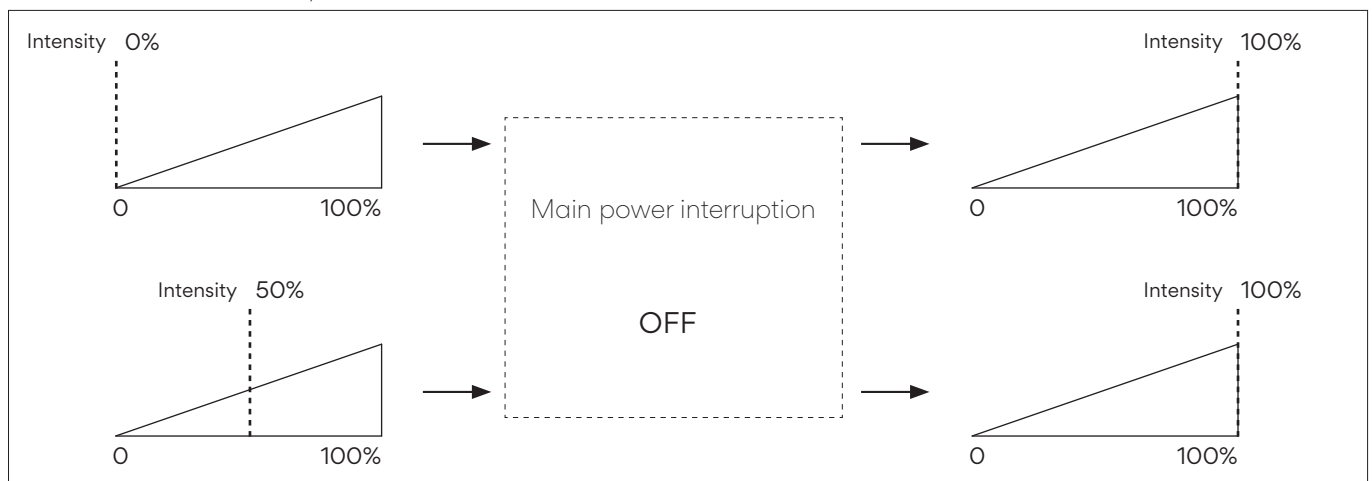 Intensity 0%
Intensity 100%
0 100%
0 100%
Main power interruption
Intensity 50%
Intensity 100%
OFF
0 100%
0 100%